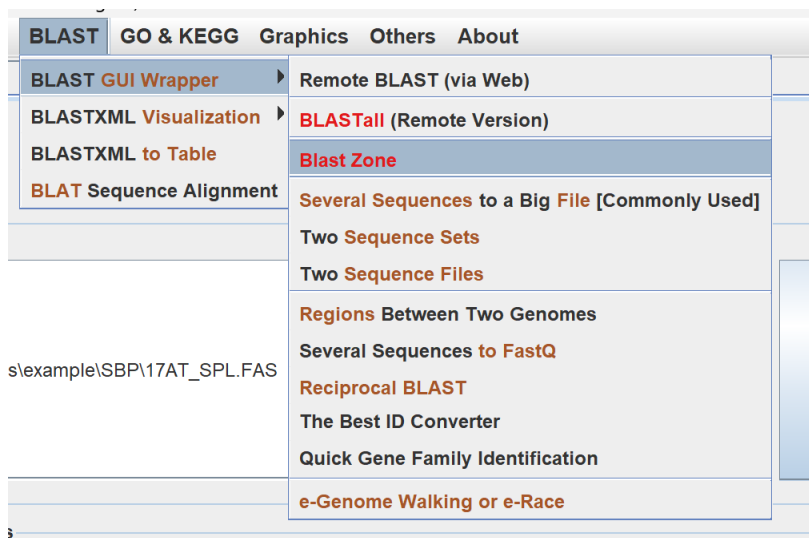 BLAST GO & KEGG Graphics Others About
BLAST GUI Wrapper
BLASTXML Visualization
BLASTXML to Table
BLAT Sequence Alignment
Remote BLAST (via Web)
BLASTall (Remote Version)
Blast Zone
Several Sequences to a Big File [Commonly Used]
Two Sequence Sets
Two Sequence Files
Regions Between Two Genomes
Several Sequences to FastQ
Reciprocal BLAST
The Best ID Converter
Quick Gene Family Identification
e-Genome Walking or e-Race
s\example\SBP\17AT_SPL.FAS
s